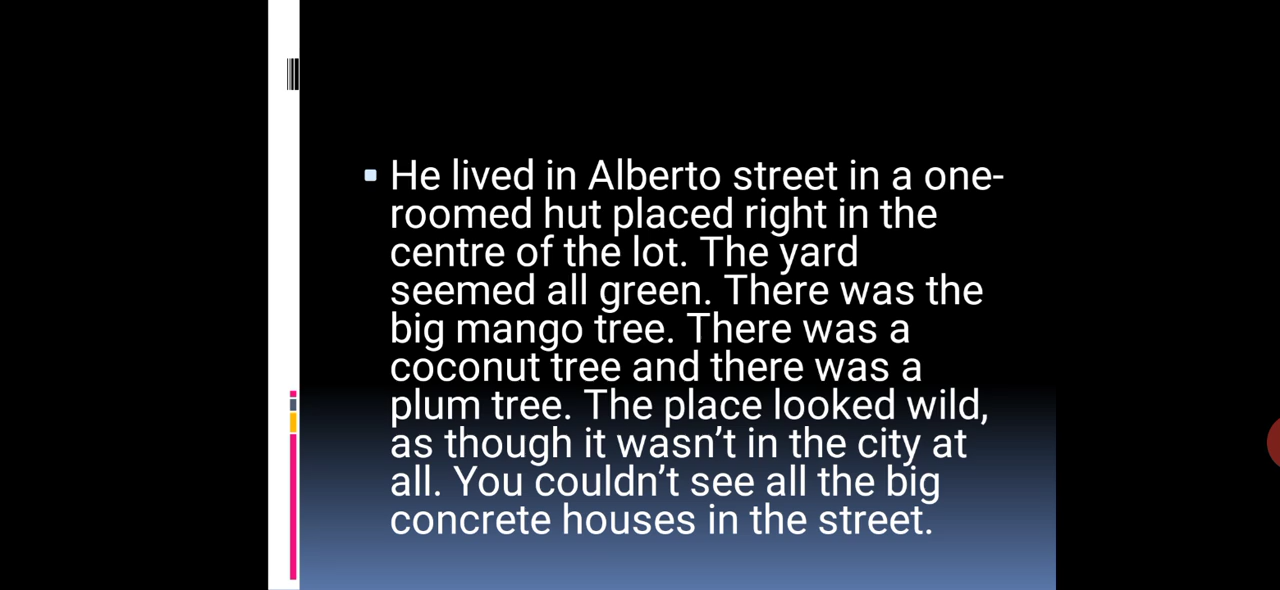 ▪ He lived in Alberto street in a one-
roomed hut placed right in the
centre of the lot. The yard
seemed all green. There was the
big mango tree. There was a
coconut tree and there was a
plum tree. The place looked wild,
as though it wasn’t in the city at
all. You couldn’t see all the big
concrete houses in the street.